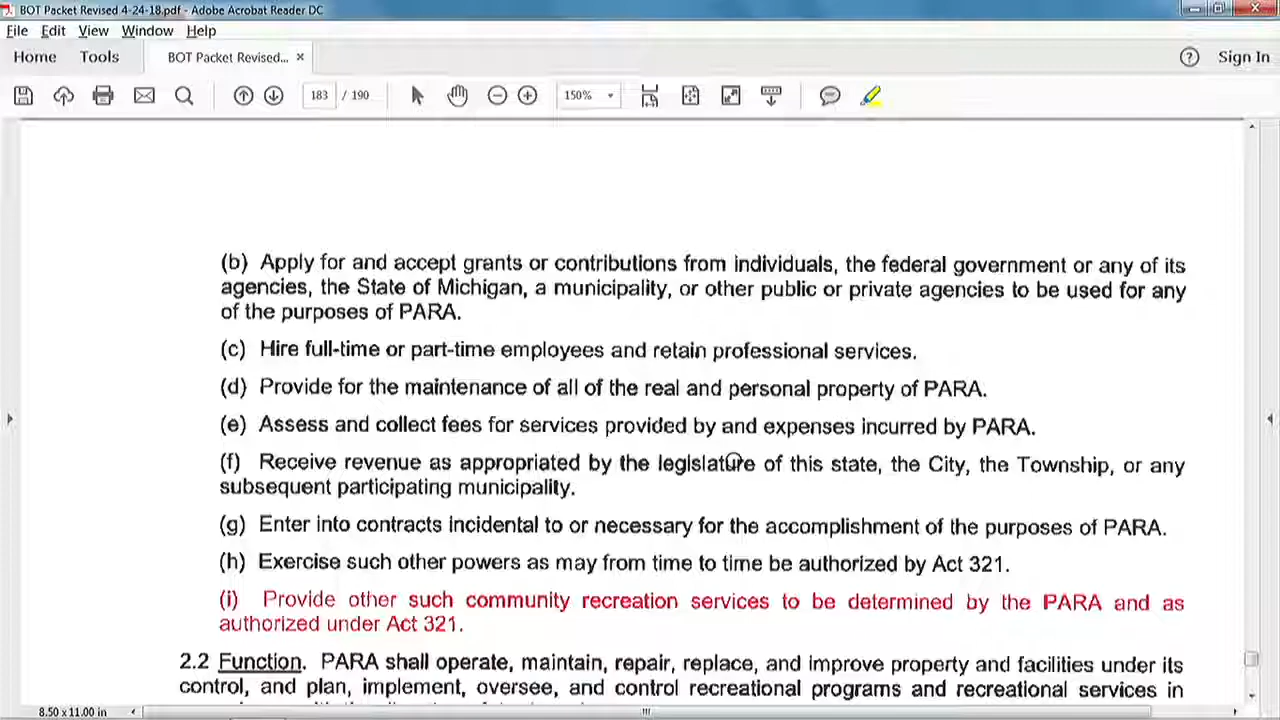 BOT Packet Revised 4-24-18.pdf - Adobe Acrobat Reader DC
File Edit View Window Help
Home Tools BOT Packet Revised... × Sign In
183 / 190 150%
(b) Apply for and accept grants or contributions from individuals, the federal government or any of its
agencies, the State of Michigan, a municipality, or other public or private agencies to be used for any
of the purposes of PARA.
(c) Hire full-time or part-time employees and retain professional services.
(d) Provide for the maintenance of all of the real and personal property of PARA.
(e) Assess and collect fees for services provided by and expenses incurred by PARA.
(f) Receive revenue as appropriated by the legislature of this state, the City, the Township, or any
subsequent participating municipality.
(g) Enter into contracts incidental to or necessary for the accomplishment of the purposes of PARA.
(h) Exercise such other powers as may from time to time be authorized by Act 321.
(i) Provide other such community recreation services to be determined by the PARA and as
authorized under Act 321.
2.2 Function. PARA shall operate, maintain, repair, replace, and improve property and facilities under its
control, and plan, implement, oversee, and control recreational programs and recreational services in
8.50 x 11.00 in